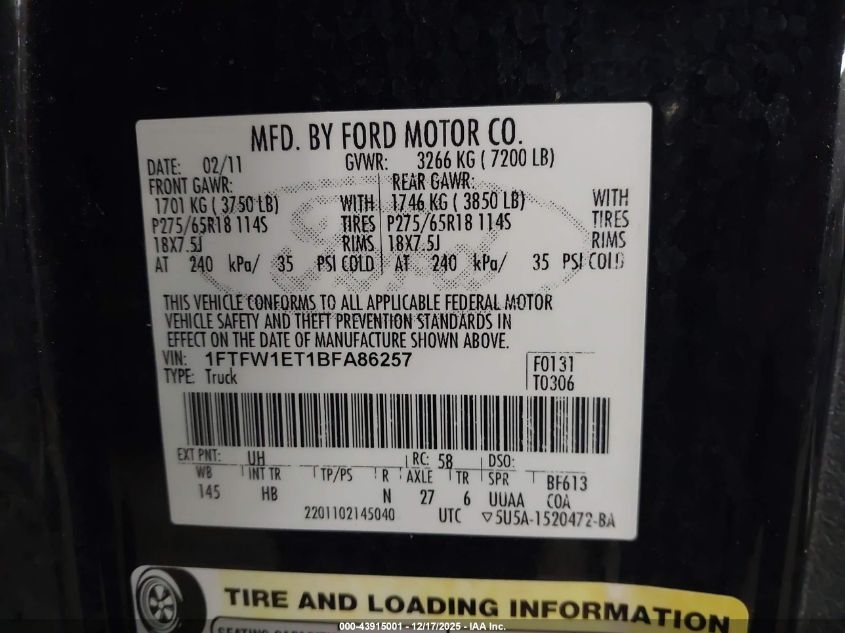 MFD. BY FORD MOTOR CO.
DATE: 02/11 GVWR: 3266 KG ( 7200 LB)
FRONT GAWR: REAR GAWR:
1701 KG ( 3750 LB) WITH 1746 KG ( 3850 LB) WITH
P275/65R18 114S TIRES P275/65R18 114S TIRES
18X7.5J RIMS 18X7.5J RIMS
AT 240 kPa/ 35 PSI COLD AT 240 kPa/ 35 PSI COLD
THIS VEHICLE CONFORMS TO ALL APPLICABLE FEDERAL MOTOR
VEHICLE SAFETY AND THEFT PREVENTION STANDARDS IN
EFFECT ON THE DATE OF MANUFACTURE SHOWN ABOVE.
VIN: 1FTFW1ET1BFA86257 F0131
TYPE: Truck T0306
EXT PNT: UH RC: 58 DSO:
WB INT TR TP/PS R AXLE TR SPR BF613
145 HB N 27 6 UUAA COA
2201102145040 UTC ▽5U5A-1520472-BA
TIRE AND LOADING INFORMATION
000-43915001 - 12/17/2025 - IAA Inc.